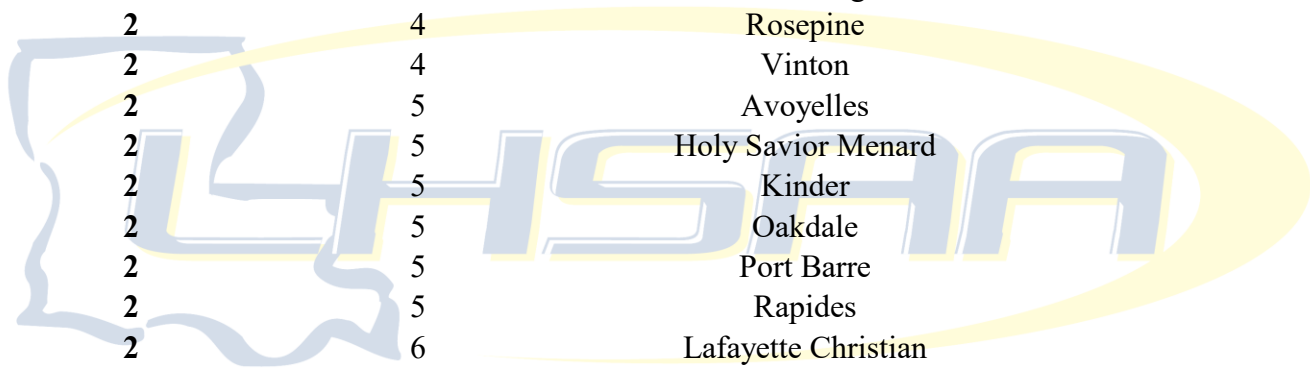 2 4 Rosepine
2 4 Vinton
2 5 Avoyelles
2 5 Holy Savior Menard
2 5 Kinder
2 5 Oakdale
2 5 Port Barre
2 5 Rapides
2 6 Lafayette Christian
LHSAA